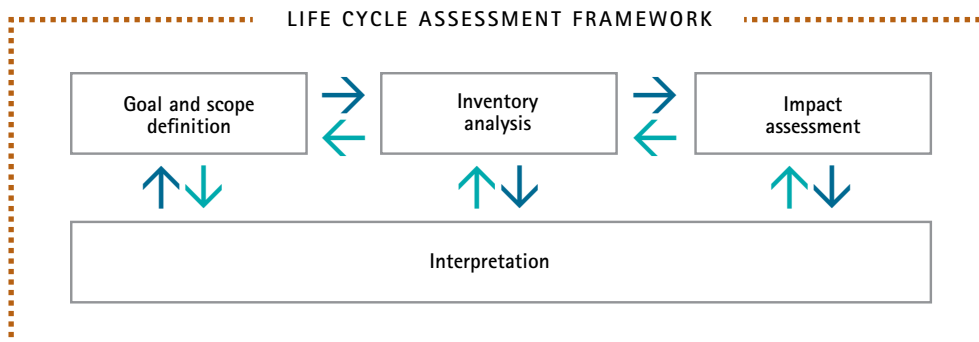 LIFE CYCLE ASSESSMENT FRAMEWORK
Goal and scope
definition
Inventory
analysis
Impact
assessment
Interpretation